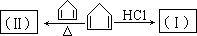 (Ⅱ) △ HCl (Ⅰ)